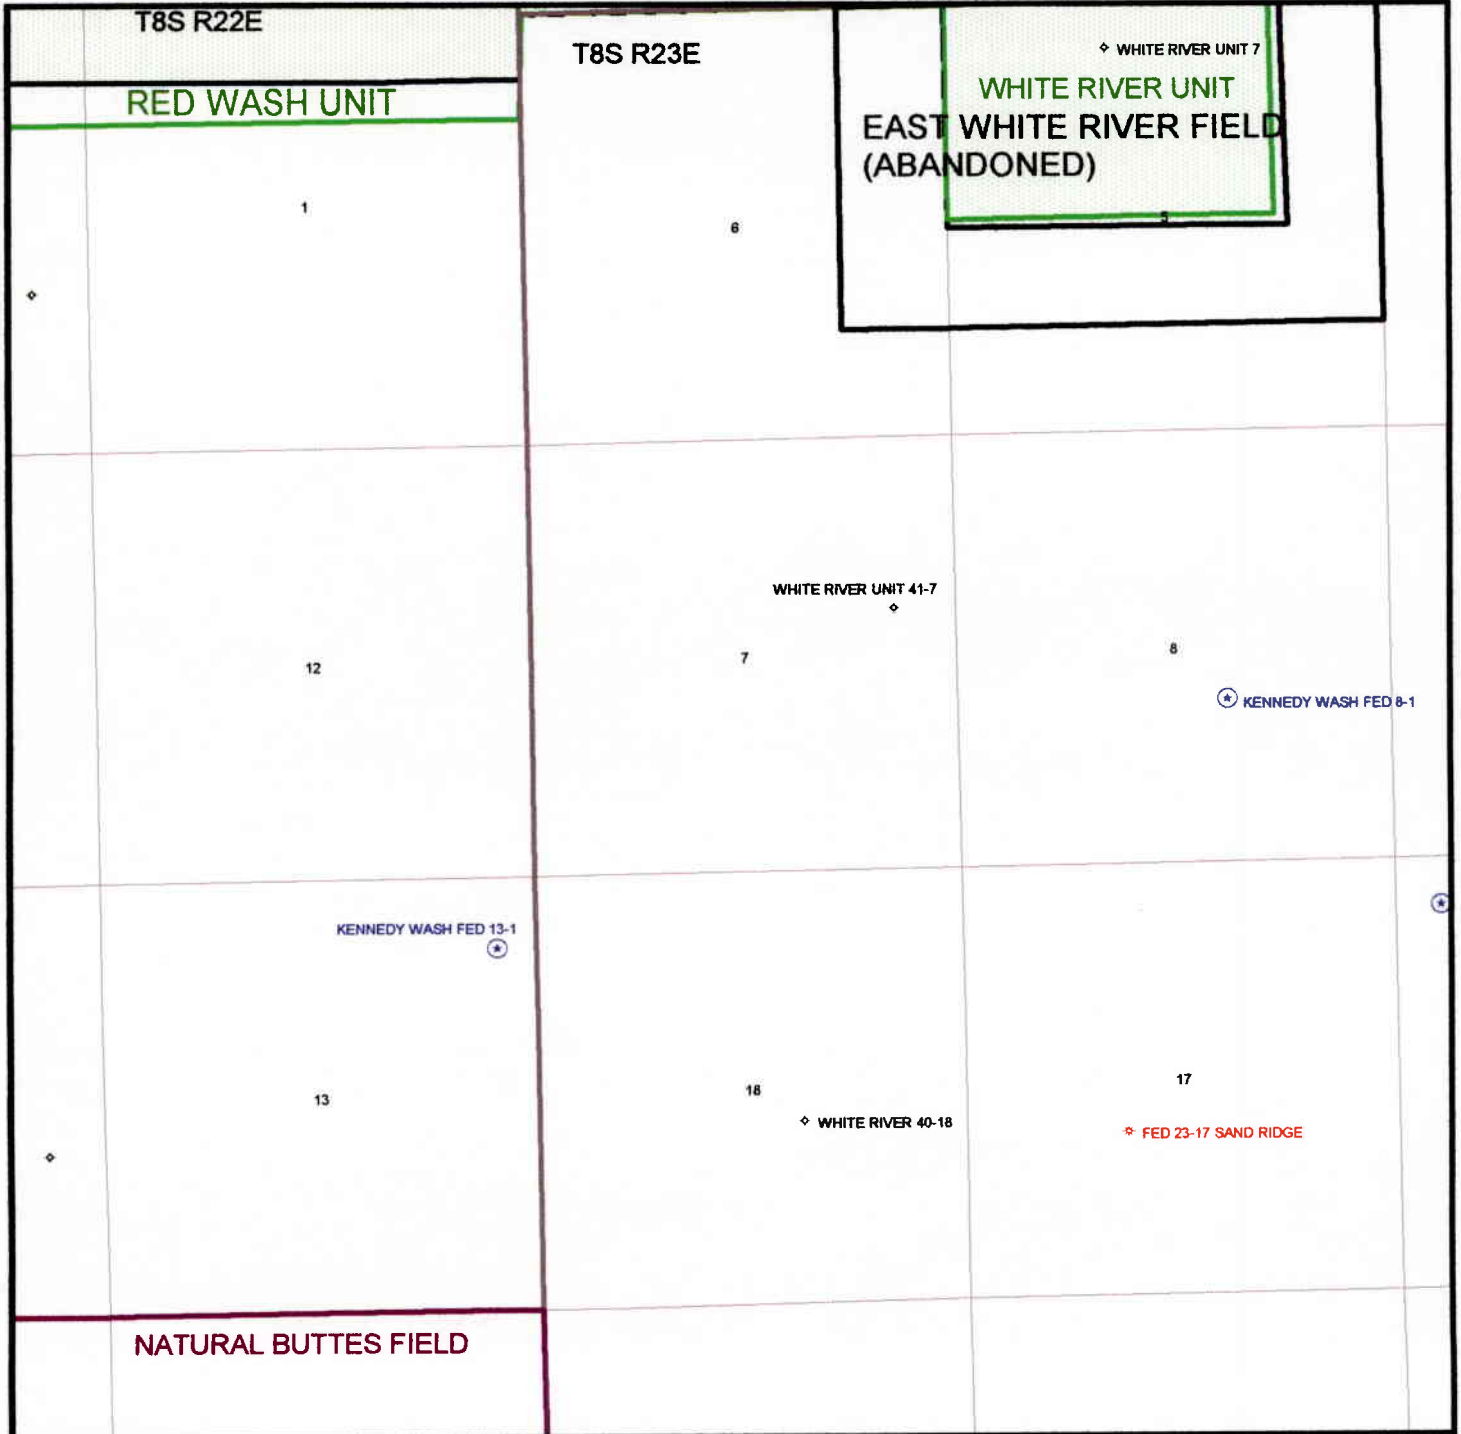 T8S R22E
T8S R23E
WHITE RIVER UNIT 7
WHITE RIVER UNIT
RED WASH UNIT
EAST WHITE RIVER FIELD
(ABANDONED)
1
6
5
WHITE RIVER UNIT 41-7
12
7
8
KENNEDY WASH FED 8-1
KENNEDY WASH FED 13-1
13
18
17
WHITE RIVER 40-18
FED 23-17 SAND RIDGE
NATURAL BUTTES FIELD